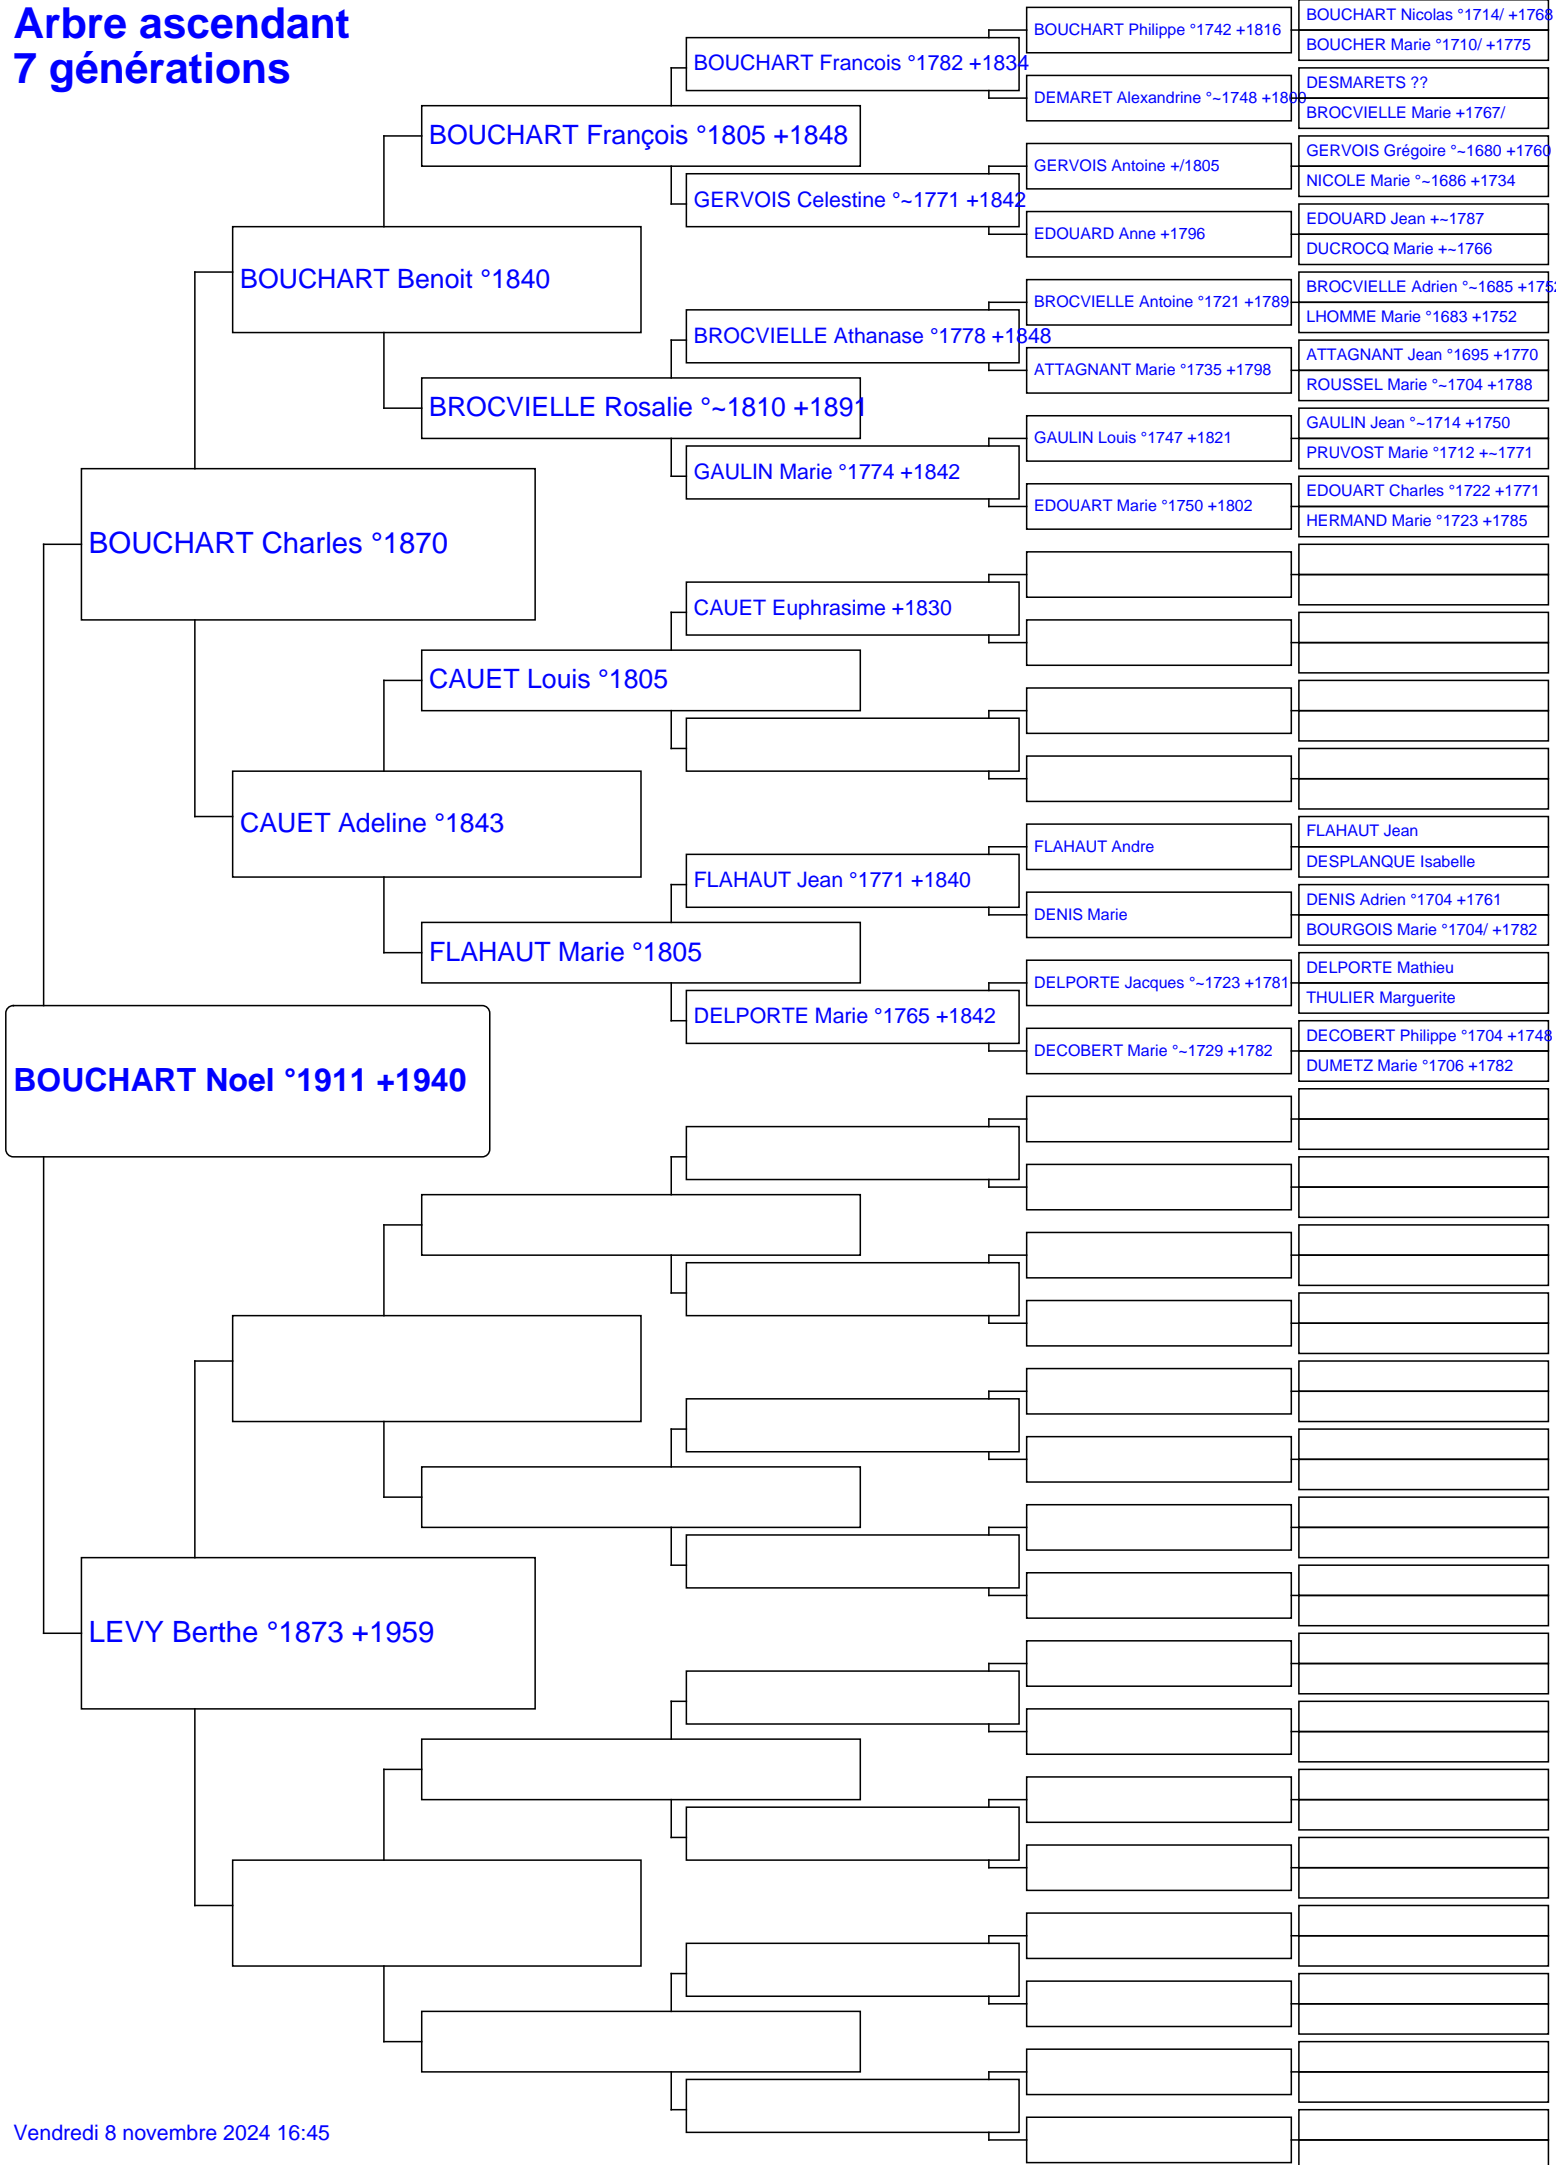 Arbre ascendant
7 générations
BOUCHART Noel °1911 +1940
BOUCHART Charles °1870
LEVY Berthe °1873 +1959
BOUCHART Benoit °1840
CAUET Adeline °1843
BOUCHART François °1805 +1848
BROCVIELLE Rosalie °~1810 +1891
CAUET Louis °1805
FLAHAUT Marie °1805
BOUCHART Francois °1782 +1834
GERVOIS Celestine °~1771 +1842
BROCVIELLE Athanase °1778 +1848
GAULIN Marie °1774 +1842
CAUET Euphrasime +1830
FLAHAUT Jean °1771 +1840
DELPORTE Marie °1765 +1842
BOUCHART Philippe °1742 +1816
DEMARET Alexandrine °~1748 +1809
GERVOIS Antoine +/1805
EDOUARD Anne +1796
BROCVIELLE Antoine °1721 +1789
ATTAGNANT Marie °1735 +1798
GAULIN Louis °1747 +1821
EDOUART Marie °1750 +1802
FLAHAUT Andre
DENIS Marie
DELPORTE Jacques °~1723 +1781
DECOBERT Marie °~1729 +1782
BOUCHART Nicolas °1714/ +1768
BOUCHER Marie °1710/ +1775
DESMARETS ??
BROCVIELLE Marie +1767/
GERVOIS Grégoire °~1680 +1760
NICOLE Marie °~1686 +1734
EDOUARD Jean +~1787
DUCROCQ Marie +~1766
BROCVIELLE Adrien °~1685 +1752
LHOMME Marie °1683 +1752
ATTAGNANT Jean °1695 +1770
ROUSSEL Marie °~1704 +1788
GAULIN Jean °~1714 +1750
PRUVOST Marie °1712 +~1771
EDOUART Charles °1722 +1771
HERMAND Marie °1723 +1785
FLAHAUT Jean
DESPLANQUE Isabelle
DENIS Adrien °1704 +1761
BOURGOIS Marie °1704/ +1782
DELPORTE Mathieu
THULIER Marguerite
DECOBERT Philippe °1704 +1748
DUMETZ Marie °1706 +1782
Vendredi 8 novembre 2024 16:45